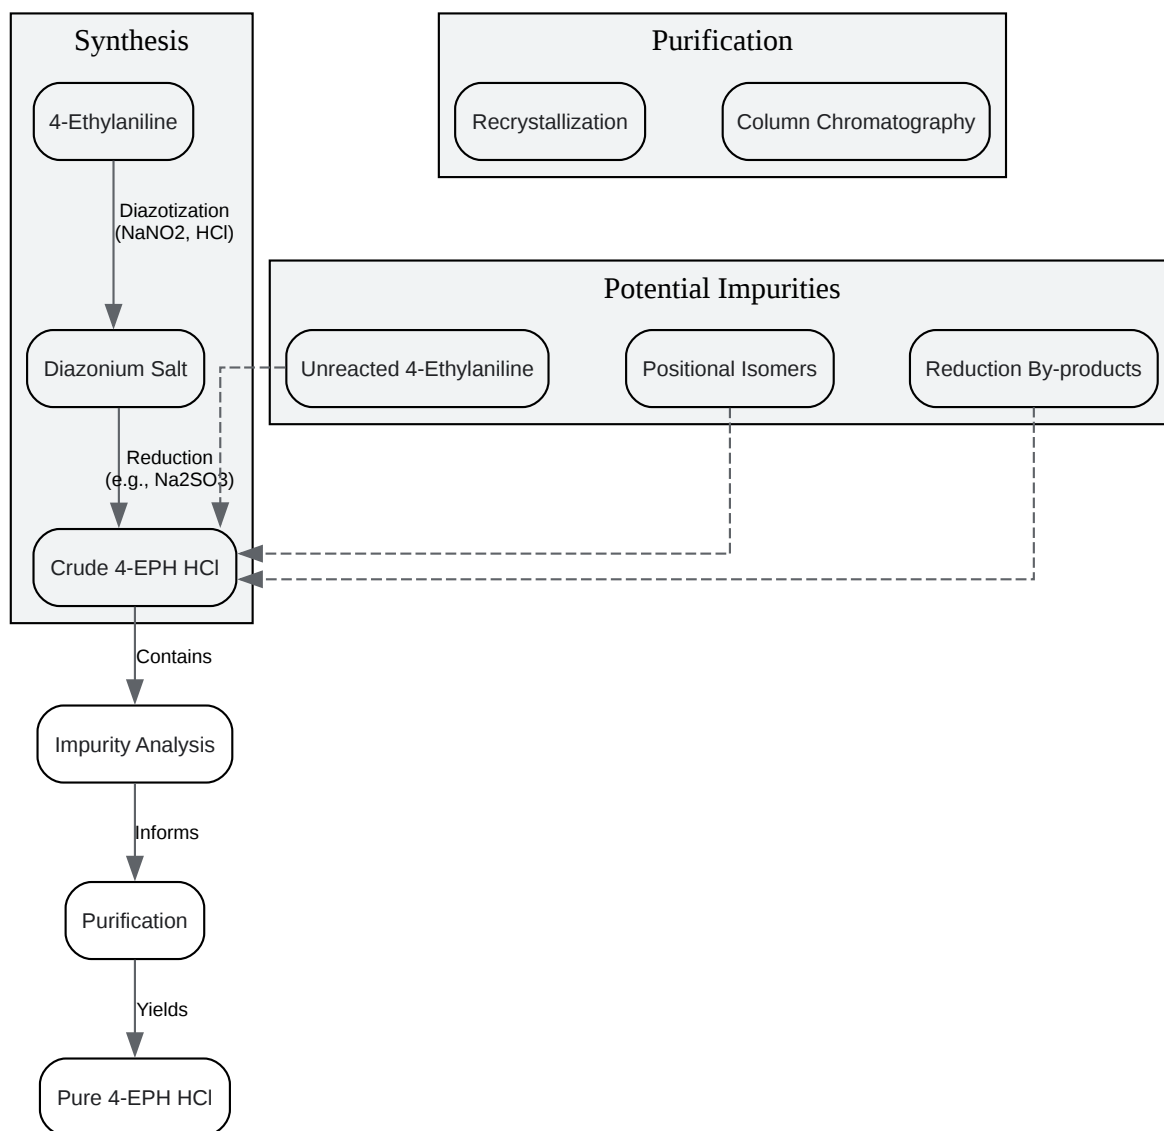 Synthesis
4-Ethylaniline
Diazotization
(NaNO2, HCl)
Diazonium Salt
Reduction
(e.g., Na2SO3)
Crude 4-EPH HCl
Purification
Recrystallization
Column Chromatography
Potential Impurities
Unreacted 4-Ethylaniline
Positional Isomers
Reduction By-products
Contains
Impurity Analysis
Informs
Purification
Yields
Pure 4-EPH HCl